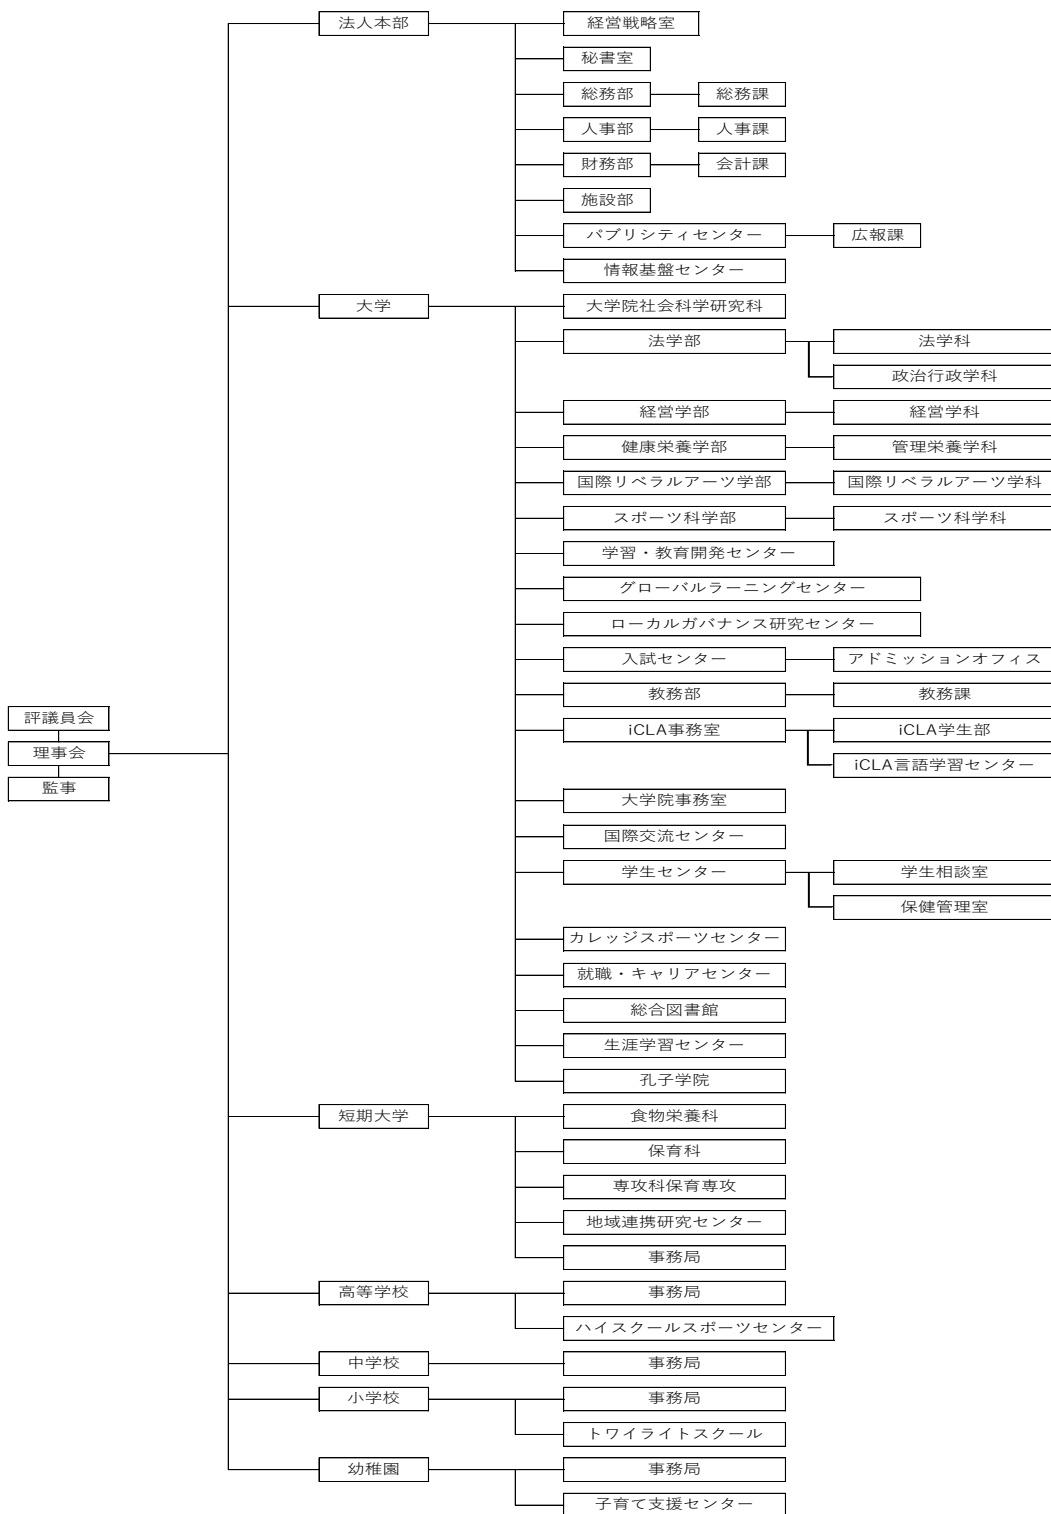 法人本部
経営戦略室
秘書室
総務部
総務課
人事部
人事課
財務部
会計課
施設部
パブリシティセンター
広報課
情報基盤センター
大学
大学院社会科学研究科
法学部
法学科
政治行政学科
経営学部
経営学科
健康栄養学部
管理栄養学科
国際リベラルアーツ学部
国際リベラルアーツ学科
スポーツ科学部
スポーツ科学科
学習・教育開発センター
グローバルラーニングセンター
ローカルガバナンス研究センター
入試センター
アドミッションオフィス
教務部
教務課
評議員会
理事会
監事
iCLA事務室
iCLA学生部
iCLA言語学習センター
大学院事務室
国際交流センター
学生センター
学生相談室
保健管理室
カレッジスポーツセンター
就職・キャリアセンター
総合図書館
生涯学習センター
孔子学院
短期大学
食物栄養科
保育科
専攻科保育専攻
地域連携研究センター
事務局
高等学校
事務局
ハイスクールスポーツセンター
中学校
事務局
小学校
事務局
トワイライトスクール
幼稚園
事務局
子育て支援センター